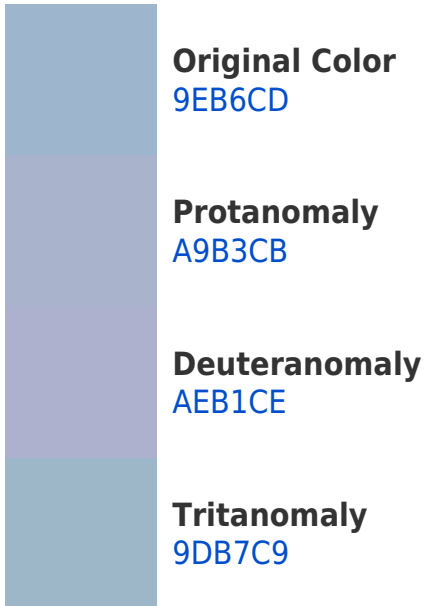 Original Color
9EB6CD
Protanomaly
A9B3CB
Deuteranomaly
AEB1CE
Tritanomaly
9DB7C9